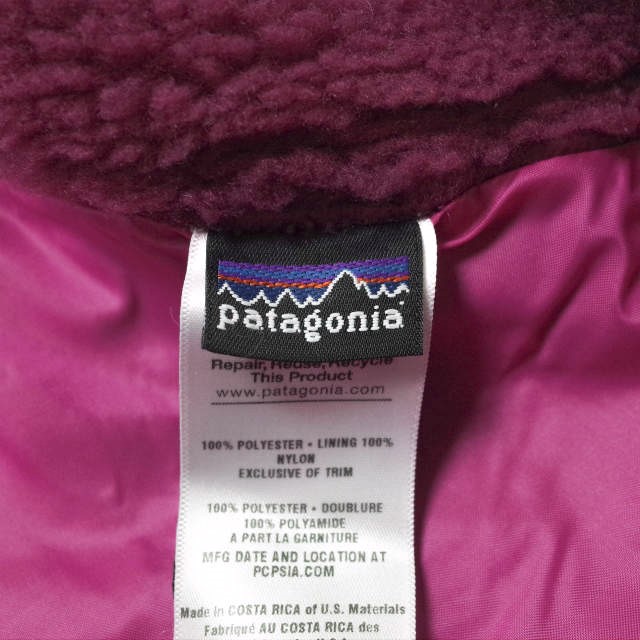 patagonia
Repair, Reuse, Recycle
This Product
www.patagonia.com
100% POLYESTER • LINING 100%
NYLON
EXCLUSIVE OF TRIM
100% POLYESTER • DOUBLURE
100% POLYAMIDE
A PART LA GARNITURE
MFG DATE AND LOCATION AT
PCPSIA.COM
Made in COSTA RICA of U.S. Materials
Fabriqué AU COSTA RICA des